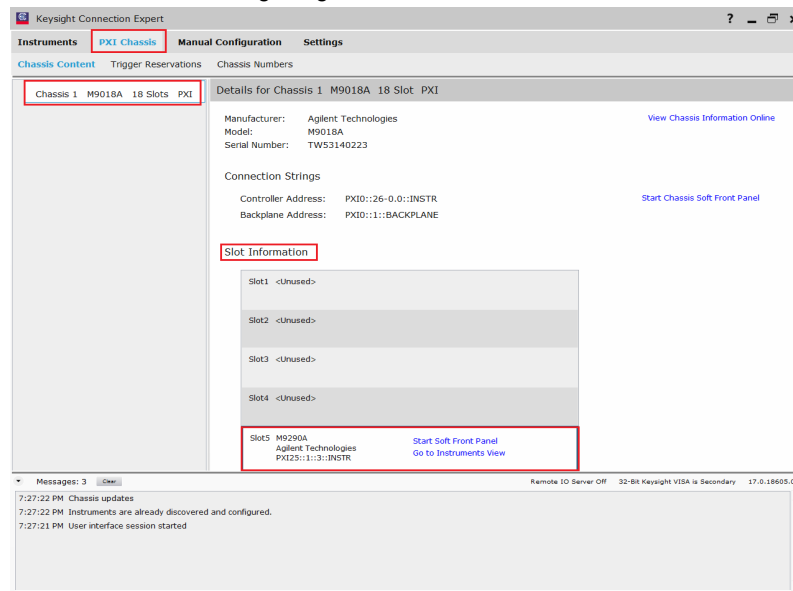 Keysight Connection Expert
?
Instruments PXI Chassis Manual Configuration Settings
Chassis Content Trigger Reservations Chassis Numbers
Chassis 1 M9018A 18 Slots PXI
Details for Chassis 1 M9018A 18 Slot PXI
Manufacturer: Agilent Technologies
View Chassis Information Online
Model: M9018A
Serial Number: TW53140223
Connection Strings
Controller Address: PXI0::26-0.0::INSTR
Start Chassis Soft Front Panel
Backplane Address: PXI0::1::BACKPLANE
Slot Information
Slot1 <Unused>
Slot2 <Unused>
Slot3 <Unused>
Slot4 <Unused>
Slot5 M9290A
Agilent Technologies
PXI25::1::3::INSTR
Start Soft Front Panel
Go to Instruments View
Messages: 3 Clear
Remote IO Server Off 32-Bit Keysight VISA is Secondary 17.0.18605.0
7:27:22 PM Chassis updates
7:27:22 PM Instruments are already discovered and configured.
7:27:21 PM User interface session started